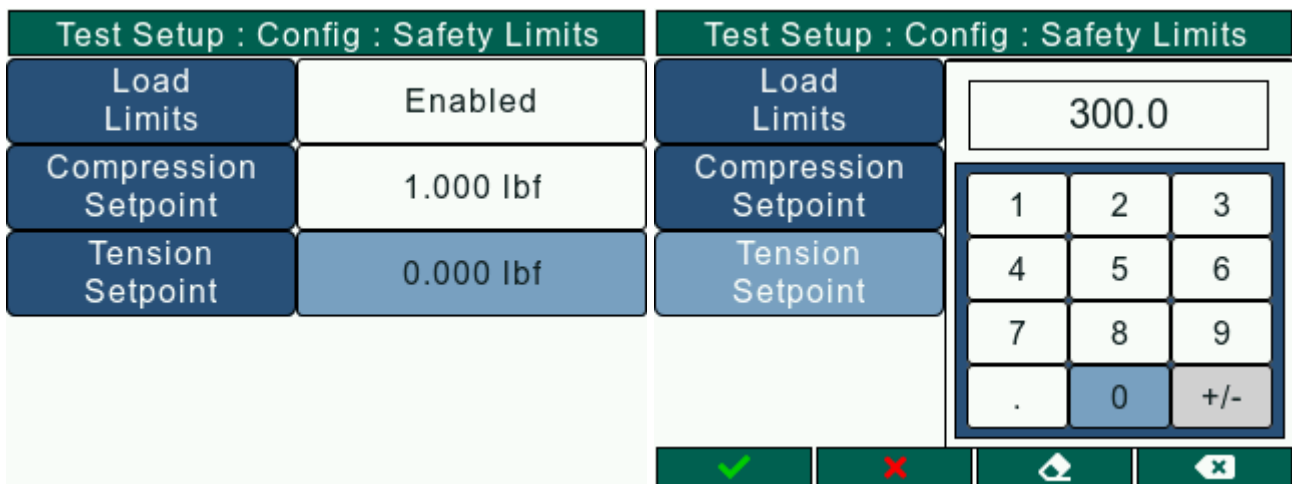 Test Setup : Config : Safety Limits
Load
Limits
Enabled
Compression
Setpoint
1.000 lbf
Tension
Setpoint
0.000 lbf
Test Setup : Config : Safety Limits
Load
Limits
Compression
Setpoint
Tension
Setpoint
300.0
1 2 3
4 5 6
7 8 9
. 0 +/-